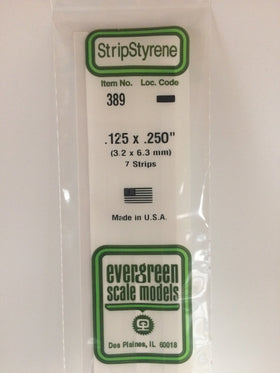 StripStyrene
Item No. Loc. Code
389
.125 x .250"
(3.2 x 6.3 mm)
7 Strips
Made in U.S.A.
evergreen
scale models
Des Plaines, IL 60018